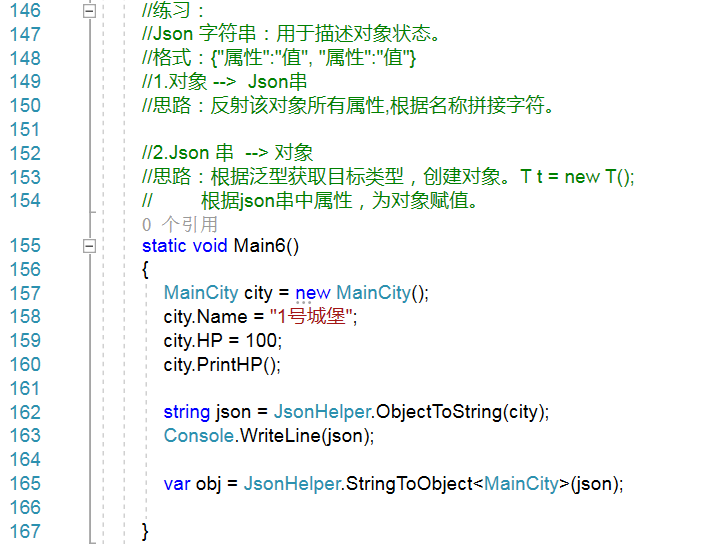 146 //练习：
147 //Json 字符串：用于描述对象状态。
148 //格式：{"属性":"值", "属性":"值"}
149 //1.对象 -->  Json串
150 //思路：反射该对象所有属性,根据名称拼接字符。
151
152 //2.Json 串  --> 对象
153 //思路：根据泛型获取目标类型，创建对象。T t = new T();
154 //         根据json串中属性，为对象赋值。
0 个引用
155 static void Main6()
156 {
157     MainCity city = new MainCity();
158     city.Name = "1号城堡";
159     city.HP = 100;
160     city.PrintHP();
161
162     string json = JsonHelper.ObjectToString(city);
163     Console.WriteLine(json);
164
165     var obj = JsonHelper.StringToObject<MainCity>(json);
166
167 }